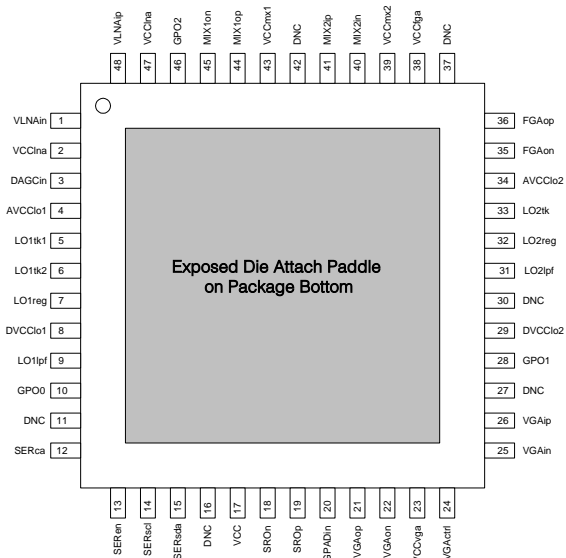 VLNAip
VCClna
GPO2
MIX1on
MIX1op
VCCmx1
DNC
MIX2ip
MIX2in
VCCmx2
VCCfga
DNC
48
47
46
45
44
43
42
41
40
39
38
37
VLNAin 1
VCClna 2
DAGCin 3
AVCClo1 4
LO1tk1 5
LO1tk2 6
LO1reg 7
DVCClo1 8
LO1lpf 9
GPO0 10
DNC 11
SERca 12
Exposed Die Attach Paddle
on Package Bottom
36 FGAop
35 FGAon
34 AVCClo2
33 LO2tk
32 LO2reg
31 LO2lpf
30 DNC
29 DVCClo2
28 GPO1
27 DNC
26 VGAip
25 VGAin
13
14
15
16
17
18
19
20
21
22
23
24
SERen
SERscl
SERsda
DNC
VCC
SROn
SROp
GPADin
VGAop
VGAon
VCCvga
VGActrl